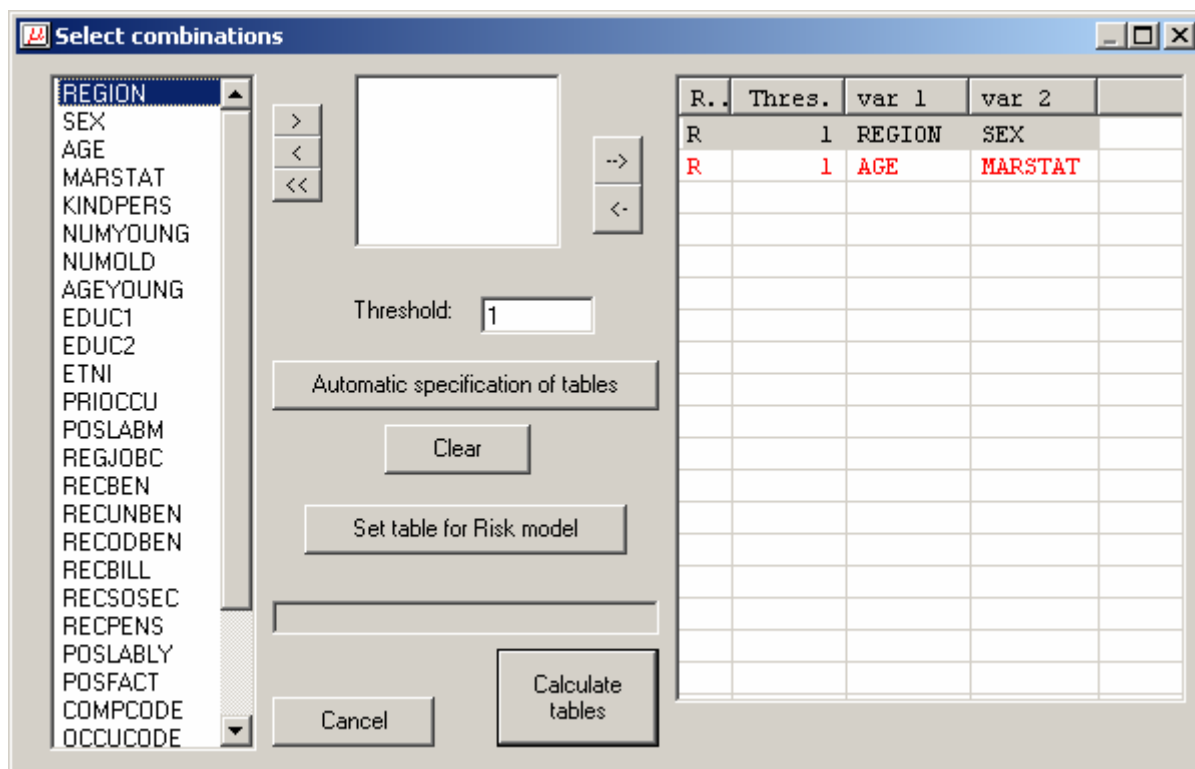 μ Select combinations
REGION
SEX
AGE
MARSTAT
KINDPERS
NUMYOUNG
NUMOLD
AGEYOUNG
EDUC1
EDUC2
ETNI
PRIOCCU
POSLABM
REGJOBC
RECBEN
RECUNBEN
RECODBEN
RECBILL
RECSOSEC
RECPENS
POSLABLY
POSFACT
COMPCODE
OCCUCODE
>
<
<<
-->
<-
Threshold: 1
Automatic specification of tables
Clear
Set table for Risk model
Cancel
Calculate
tables
R.. Thres. var 1 var 2
R 1 REGION SEX
R 1 AGE MARSTAT